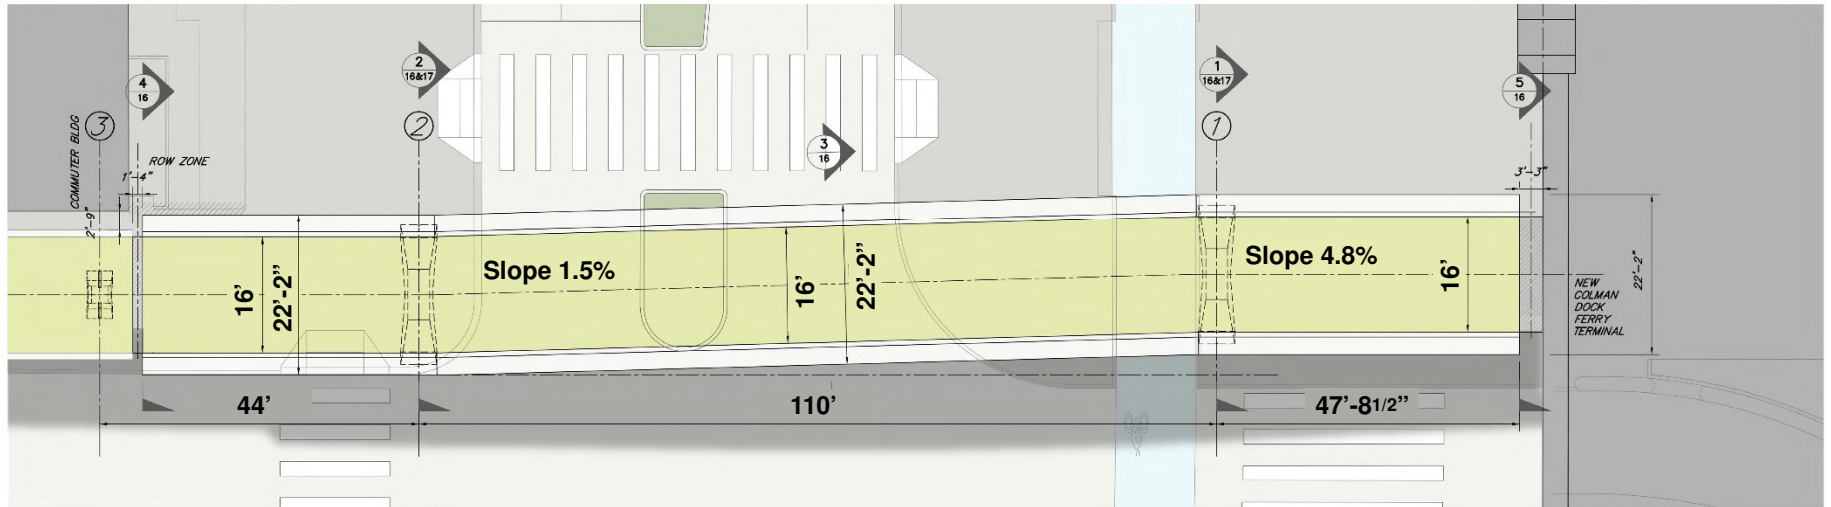 4
16
2
16&17
1
16&17
5
16
3
2
1
3
16
COMMUTER BLDG
ROW ZONE
1'-4"
3'-3"
2'-9"
16'
22'-2"
Slope 1.5%
16'
22'-2"
Slope 4.8%
16'
22'-2"
NEW
COLMAN
DOCK
FERRY
TERMINAL
44'
110'
47'-81/2"